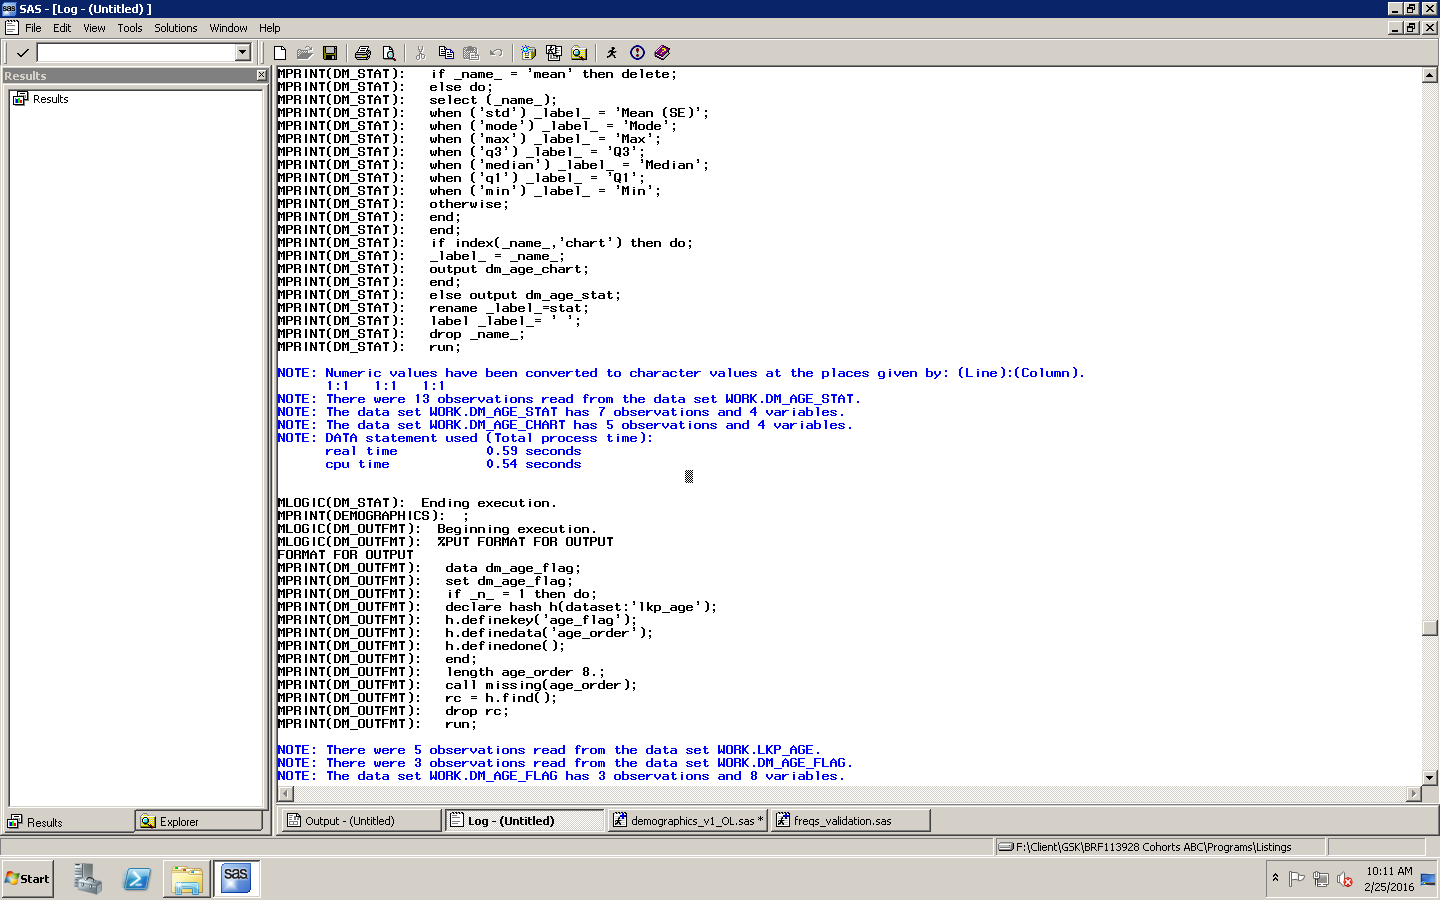 SAS - [Log - (Untitled) ]
File Edit View Tools Solutions Window Help
Results
Results
MPRINT(DM_STAT):   if _name_ = 'mean' then delete;
MPRINT(DM_STAT):   else do;
MPRINT(DM_STAT):   select (_name_);
MPRINT(DM_STAT):   when ('std') _label_ = 'Mean (SE)';
MPRINT(DM_STAT):   when ('mode') _label_ = 'Mode';
MPRINT(DM_STAT):   when ('max') _label_ = 'Max';
MPRINT(DM_STAT):   when ('q3') _label_ = 'Q3';
MPRINT(DM_STAT):   when ('median') _label_ = 'Median';
MPRINT(DM_STAT):   when ('q1') _label_ = 'Q1';
MPRINT(DM_STAT):   when ('min') _label_ = 'Min';
MPRINT(DM_STAT):   otherwise;
MPRINT(DM_STAT):   end;
MPRINT(DM_STAT):   end;
MPRINT(DM_STAT):   if index(_name_,'chart') then do;
MPRINT(DM_STAT):   _label_ = _name_;
MPRINT(DM_STAT):   output dm_age_chart;
MPRINT(DM_STAT):   end;
MPRINT(DM_STAT):   else output dm_age_stat;
MPRINT(DM_STAT):   rename _label_=stat;
MPRINT(DM_STAT):   label _label_= ' ';
MPRINT(DM_STAT):   drop _name_;
MPRINT(DM_STAT):   run;
NOTE: Numeric values have been converted to character values at the places given by: (Line):(Column).
      1:1   1:1   1:1
NOTE: There were 13 observations read from the data set WORK.DM_AGE_STAT.
NOTE: The data set WORK.DM_AGE_STAT has 7 observations and 4 variables.
NOTE: The data set WORK.DM_AGE_CHART has 5 observations and 4 variables.
NOTE: DATA statement used (Total process time):
      real time           0.59 seconds
      cpu time            0.54 seconds
MLOGIC(DM_STAT):  Ending execution.
MPRINT(DEMOGRAPHICS):  ;
MLOGIC(DM_OUTFMT):  Beginning execution.
MLOGIC(DM_OUTFMT):  %PUT FORMAT FOR OUTPUT
FORMAT FOR OUTPUT
MPRINT(DM_OUTFMT):   data dm_age_flag;
MPRINT(DM_OUTFMT):   set dm_age_flag;
MPRINT(DM_OUTFMT):   if _n_ = 1 then do;
MPRINT(DM_OUTFMT):   declare hash h(dataset:'lkp_age');
MPRINT(DM_OUTFMT):   h.definekey('age_flag');
MPRINT(DM_OUTFMT):   h.definedata('age_order');
MPRINT(DM_OUTFMT):   h.definedone();
MPRINT(DM_OUTFMT):   end;
MPRINT(DM_OUTFMT):   length age_order 8.;
MPRINT(DM_OUTFMT):   call missing(age_order);
MPRINT(DM_OUTFMT):   rc = h.find();
MPRINT(DM_OUTFMT):   drop rc;
MPRINT(DM_OUTFMT):   run;
NOTE: There were 5 observations read from the data set WORK.LKP_AGE.
NOTE: There were 3 observations read from the data set WORK.DM_AGE_FLAG.
NOTE: The data set WORK.DM_AGE_FLAG has 3 observations and 8 variables.
Results Explorer
Output - (Untitled) Log - (Untitled) demographics_v1_OL.sas * freqs_validation.sas
F:\Client\GSK\BRF113928 Cohorts ABC\Programs\Listings
Start sas 10:11 AM
2/25/2016